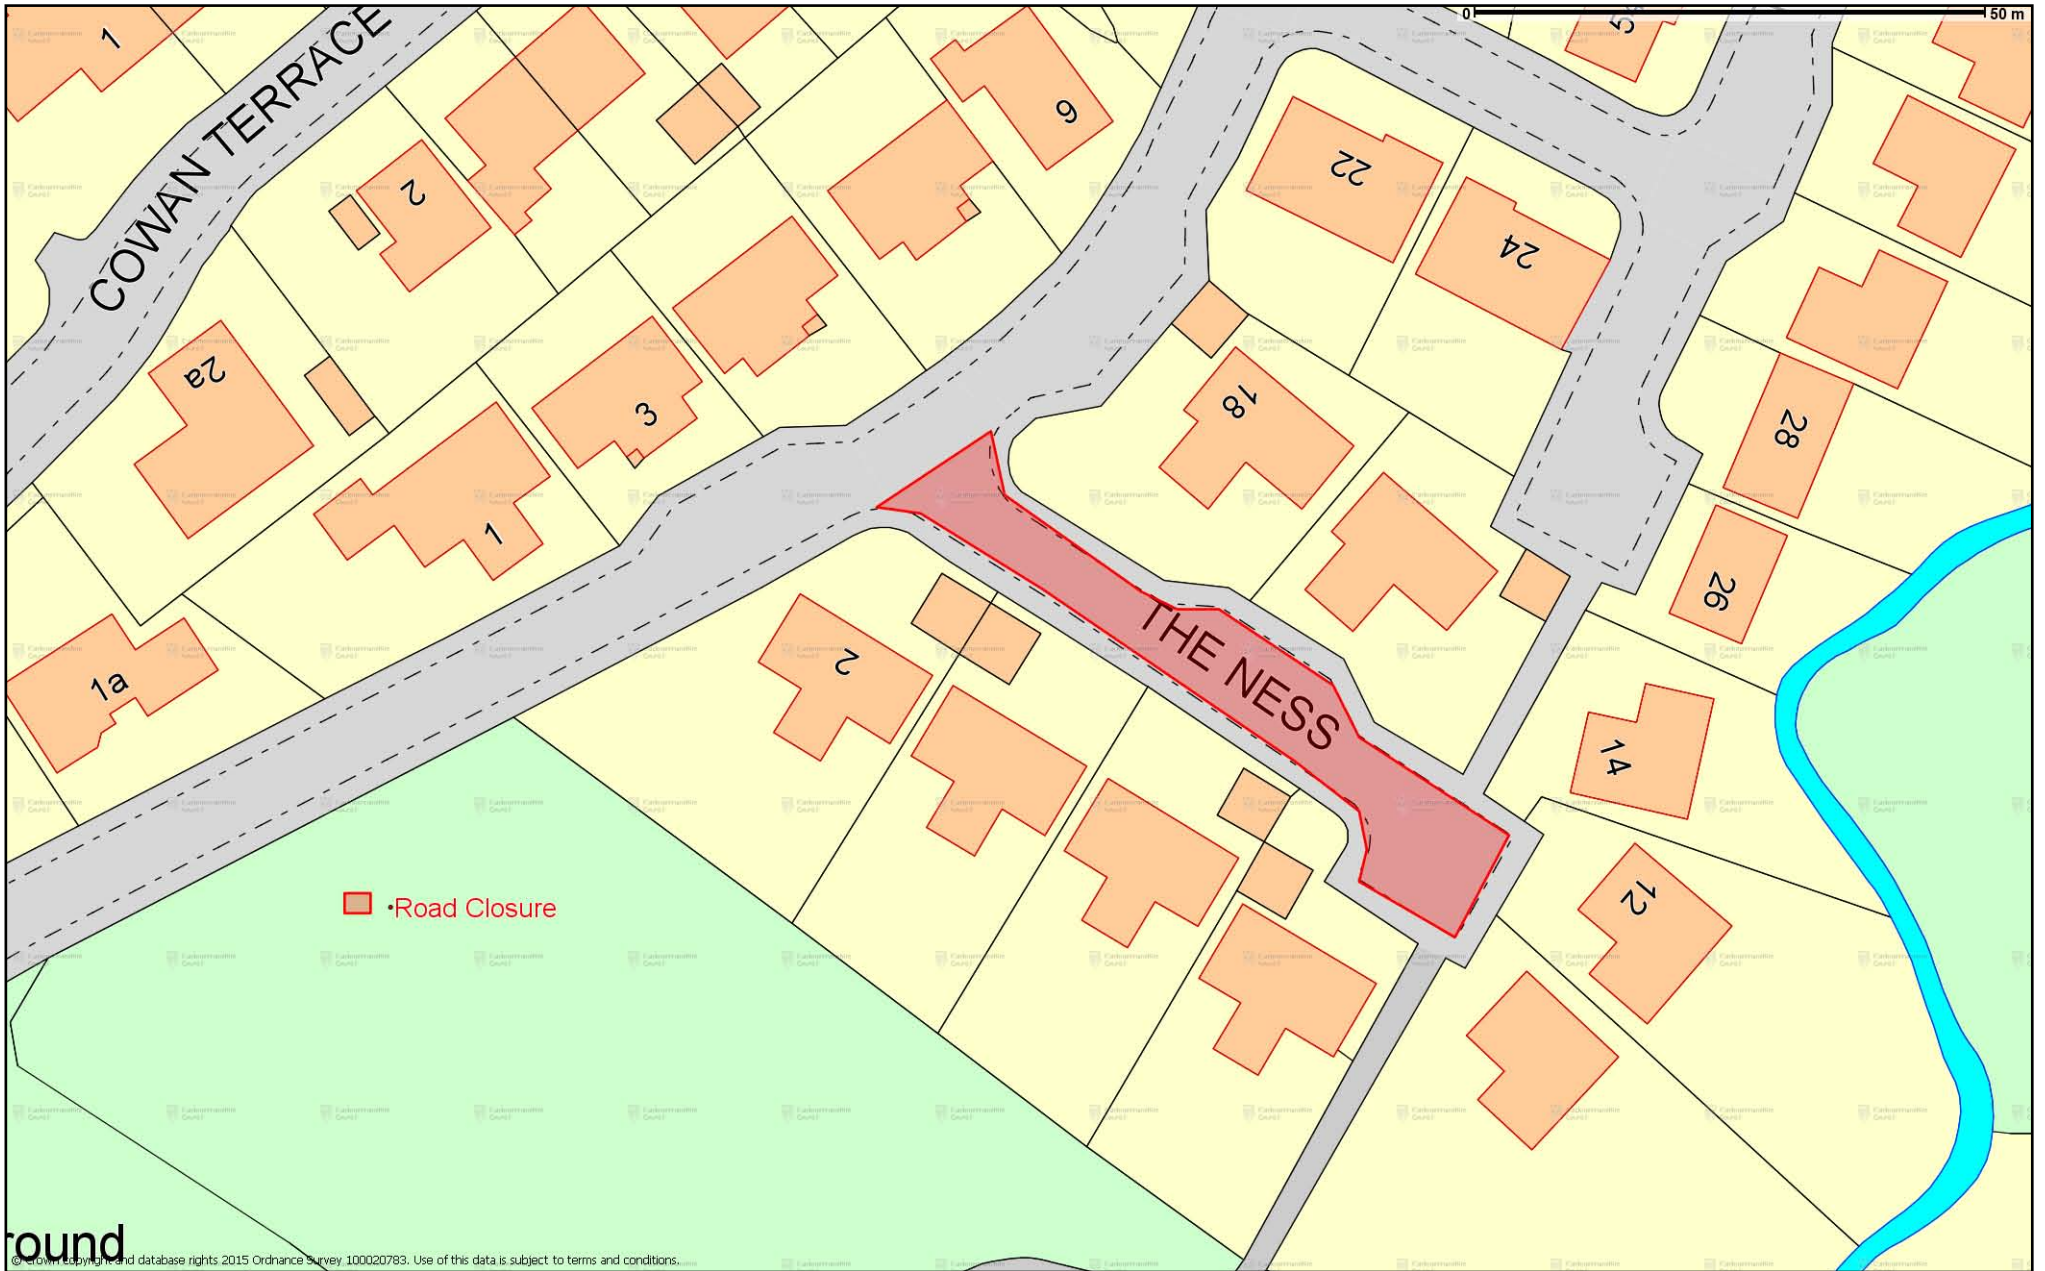 0 50 m
1
COWAN TERRACE
2
6
22
24
2a
3
18
28
1
26
1a
2
THE NESS
14
12
•Road Closure
round
© Crown copyright and database rights 2015 Ordnance Survey 100020783. Use of this data is subject to terms and conditions.